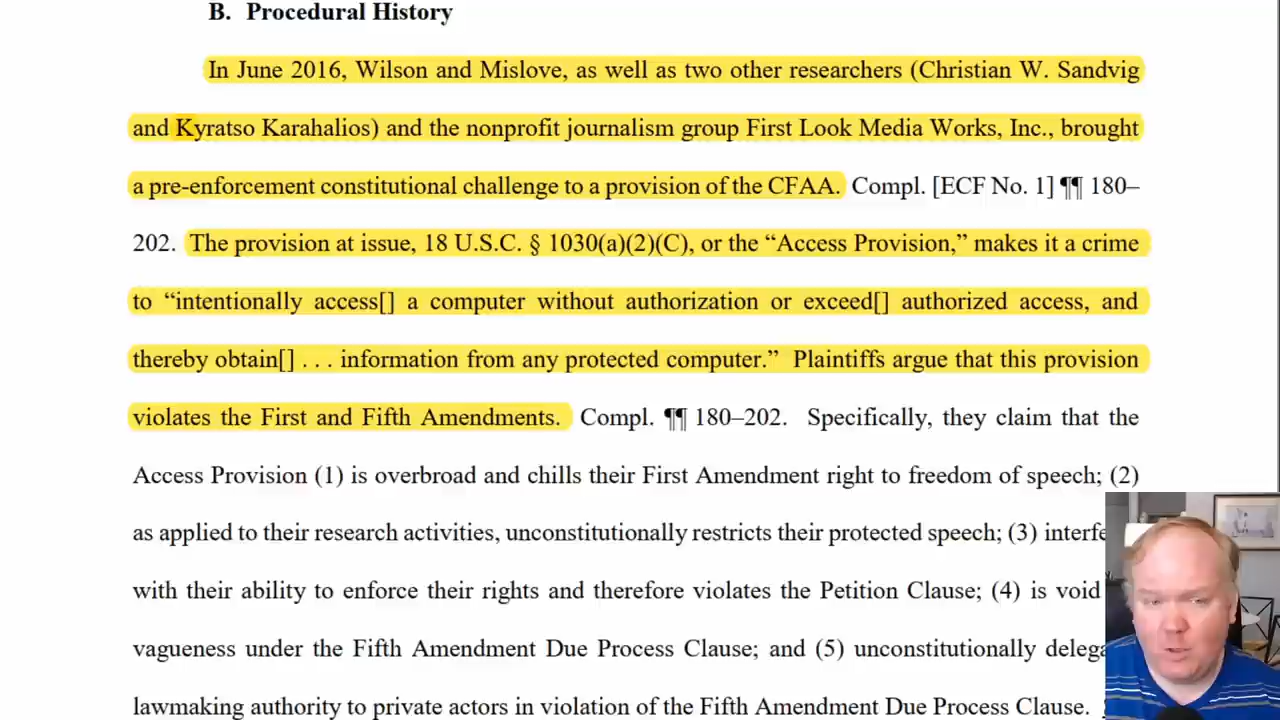 B. Procedural History
In June 2016, Wilson and Mislove, as well as two other researchers (Christian W. Sandvig
and Kyratso Karahalios) and the nonprofit journalism group First Look Media Works, Inc., brought
a pre-enforcement constitutional challenge to a provision of the CFAA. Compl. [ECF No. 1] ¶¶ 180–
202. The provision at issue, 18 U.S.C. § 1030(a)(2)(C), or the “Access Provision,” makes it a crime
to “intentionally access[] a computer without authorization or exceed[] authorized access, and
thereby obtain[] . . . information from any protected computer.” Plaintiffs argue that this provision
violates the First and Fifth Amendments. Compl. ¶¶ 180–202. Specifically, they claim that the
Access Provision (1) is overbroad and chills their First Amendment right to freedom of speech; (2)
as applied to their research activities, unconstitutionally restricts their protected speech; (3)
with their ability to enforce their rights and therefore violates the Petition Clause; (4) is void
vagueness under the Fifth Amendment Due Process Clause; and (5) unconstitutionally
lawmaking authority to private actors in violation of the Fifth Amendment Due Process Clause.